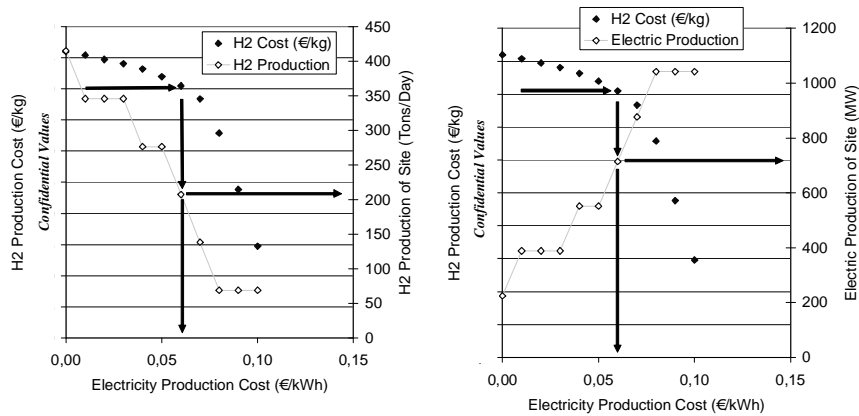 H2 Cost (€/kg)
H2 Production
H2 Production Cost (€/kg)
Confidential Values
450
400
350
300
250
200
150
100
50
0
H2 Production of Site (Tons/Day)
0,00 0,05 0,10 0,15
Electricity Production Cost (€/kWh)
H2 Cost (€/kg)
Electric Production
H2 Production Cost (€/kg)
Confidential Values
1200
1000
800
600
400
200
0
Electric Production of Site (MW)
0,00 0,05 0,10 0,15
Electricity Production Cost (€/kWh)